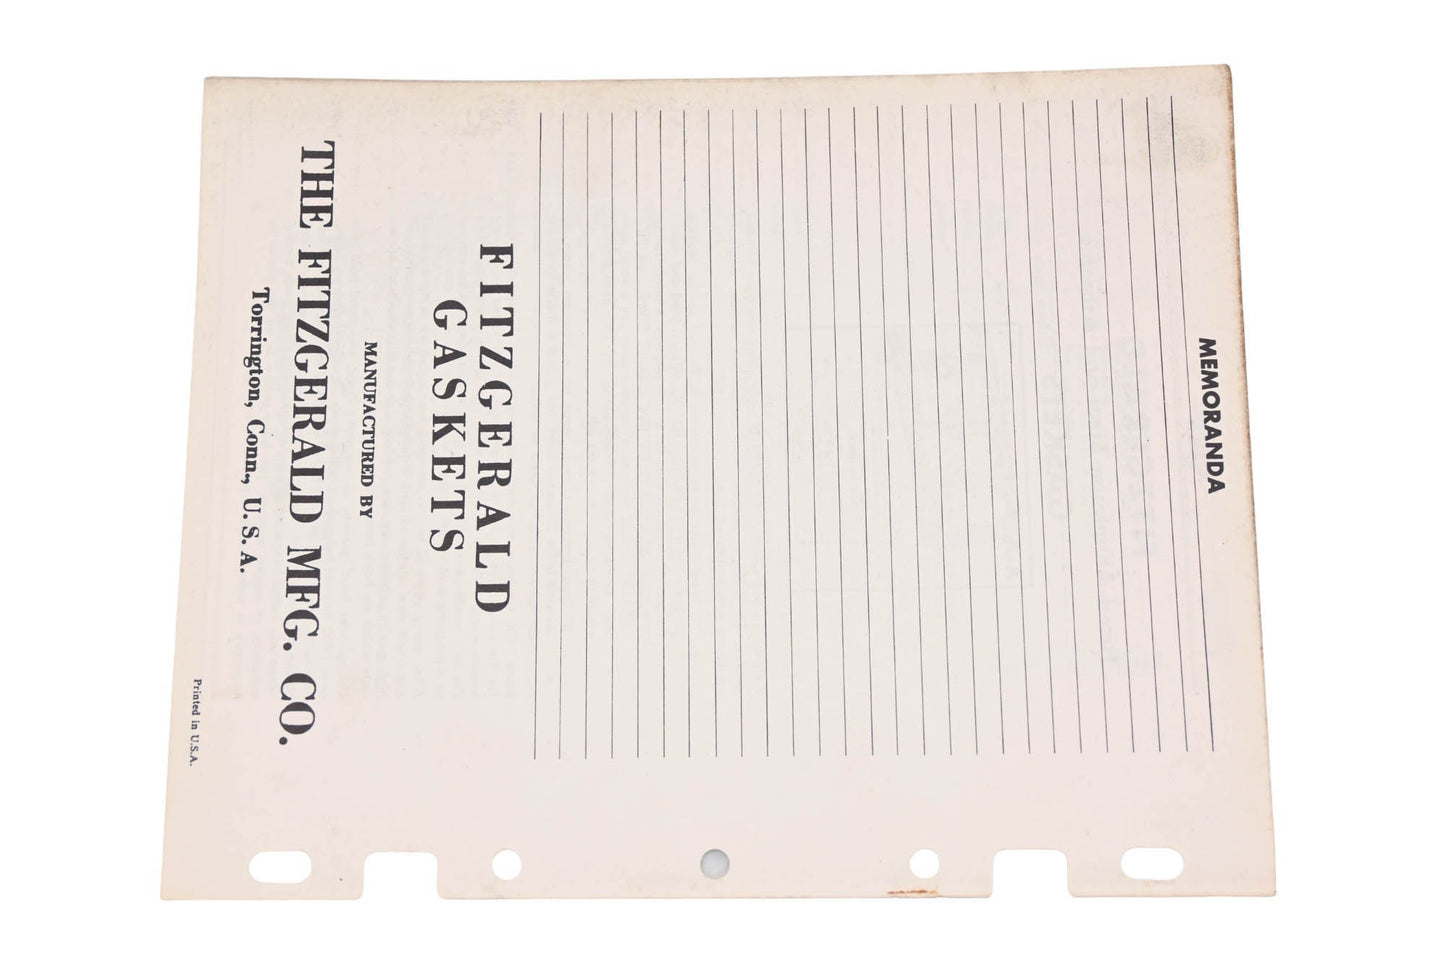 MEMORANDA
FITZGERALD
GASKETS
MANUFACTURED BY
THE FITZGERALD MFG. CO.
Torrington, Conn., U. S. A.
Printed in U.S.A.